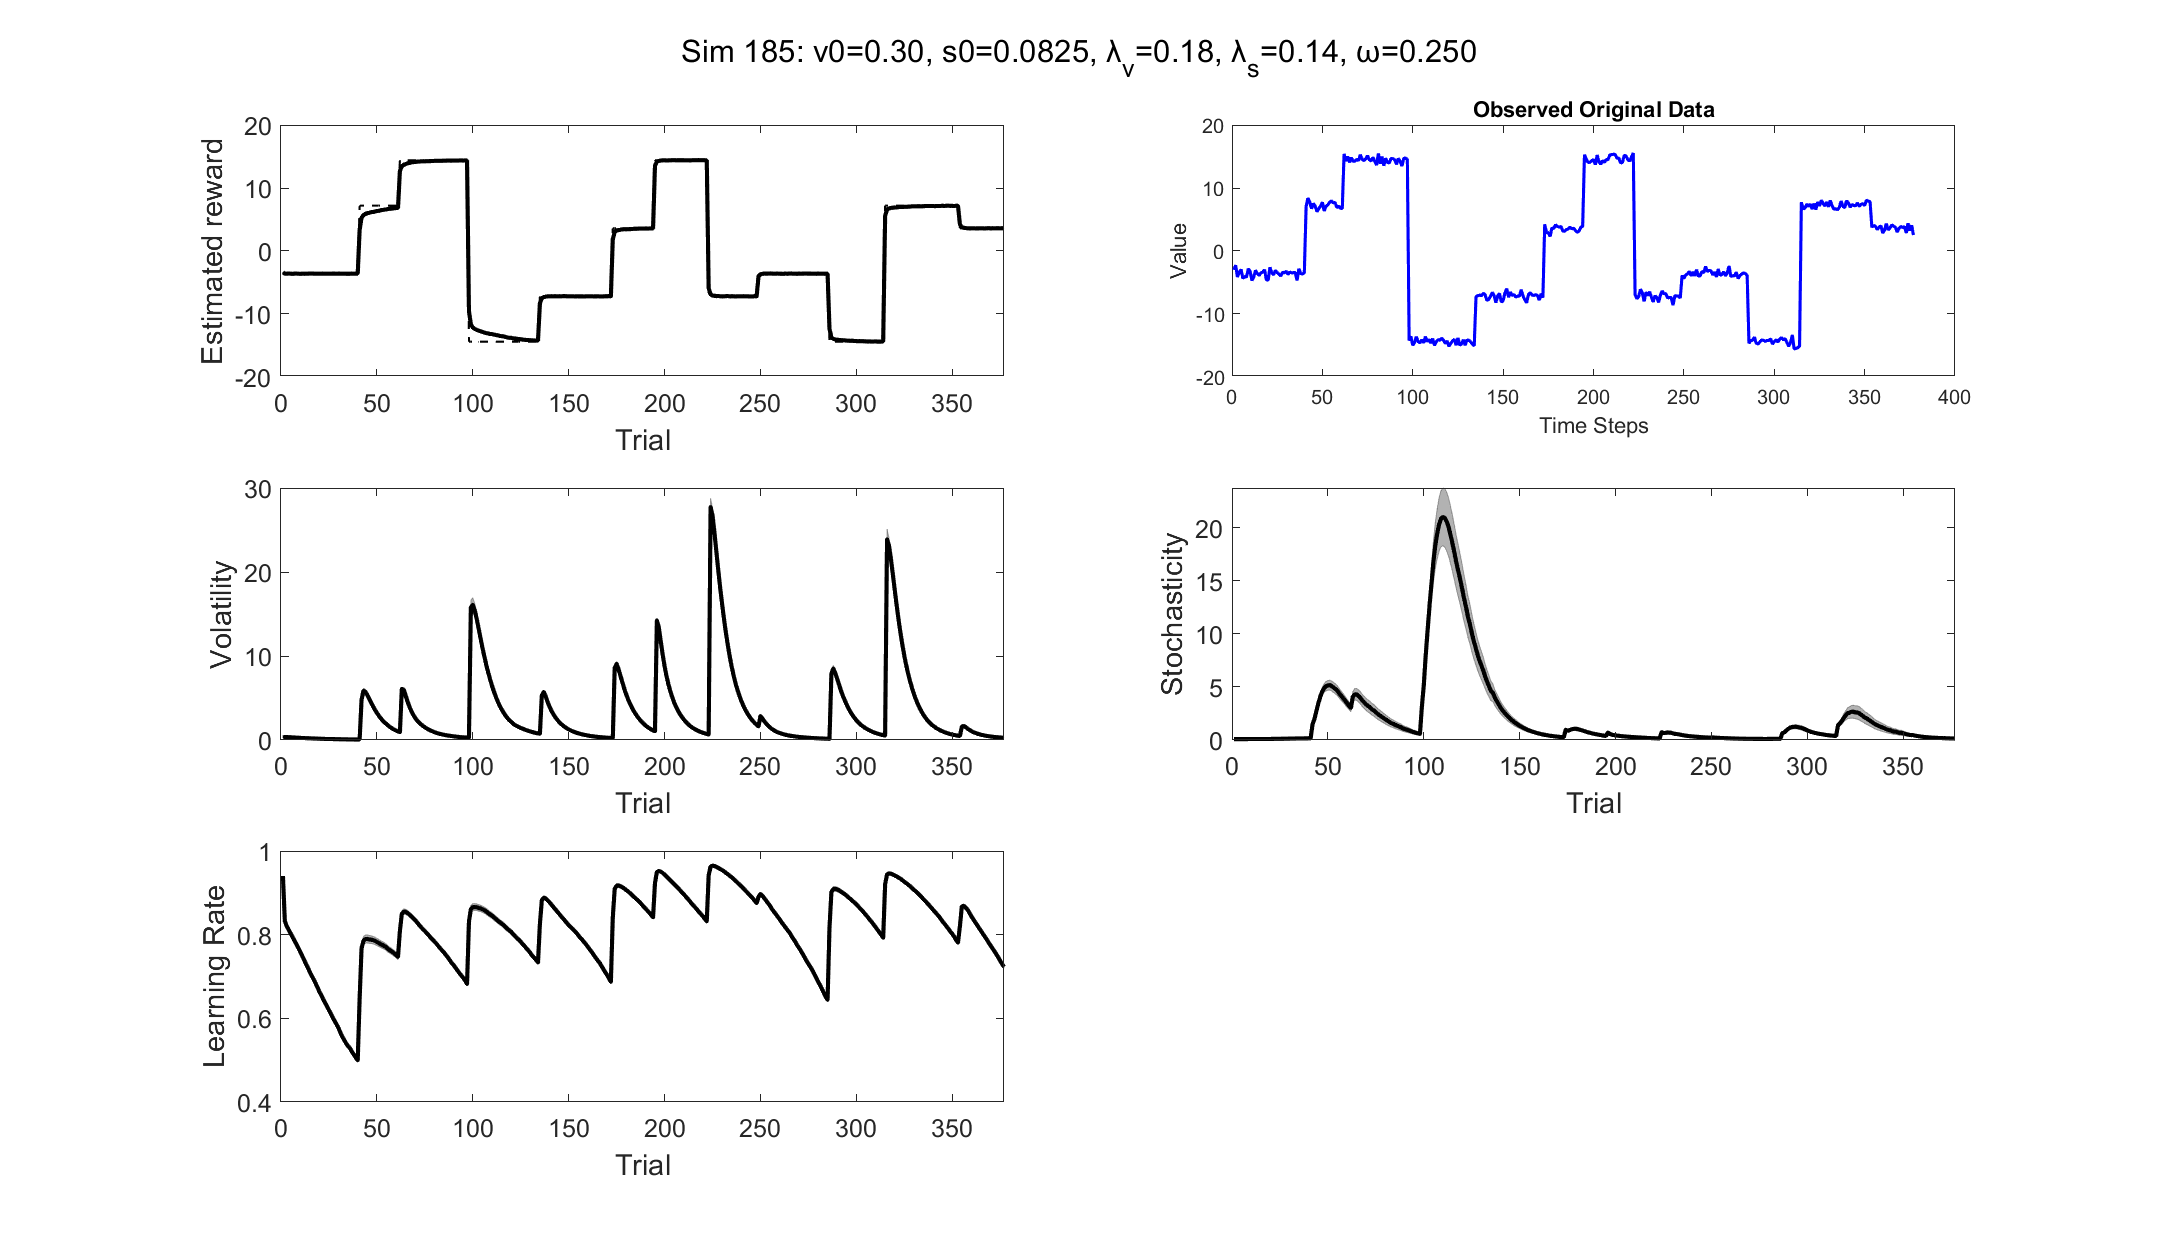 Sim 185: v0=0.30, s0=0.0825, λv=0.18, λs=0.14, ω=0.250
Estimated reward
20
10
0
-10
-20
0 50 100 150 200 250 300 350
Trial
Observed Original Data
Value
20
10
0
-10
-20
0 50 100 150 200 250 300 350 400
Time Steps
Volatility
30
20
10
0
0 50 100 150 200 250 300 350
Trial
Stochasticity
20
15
10
5
0
0 50 100 150 200 250 300 350
Trial
Learning Rate
1
0.8
0.6
0.4
0 50 100 150 200 250 300 350
Trial